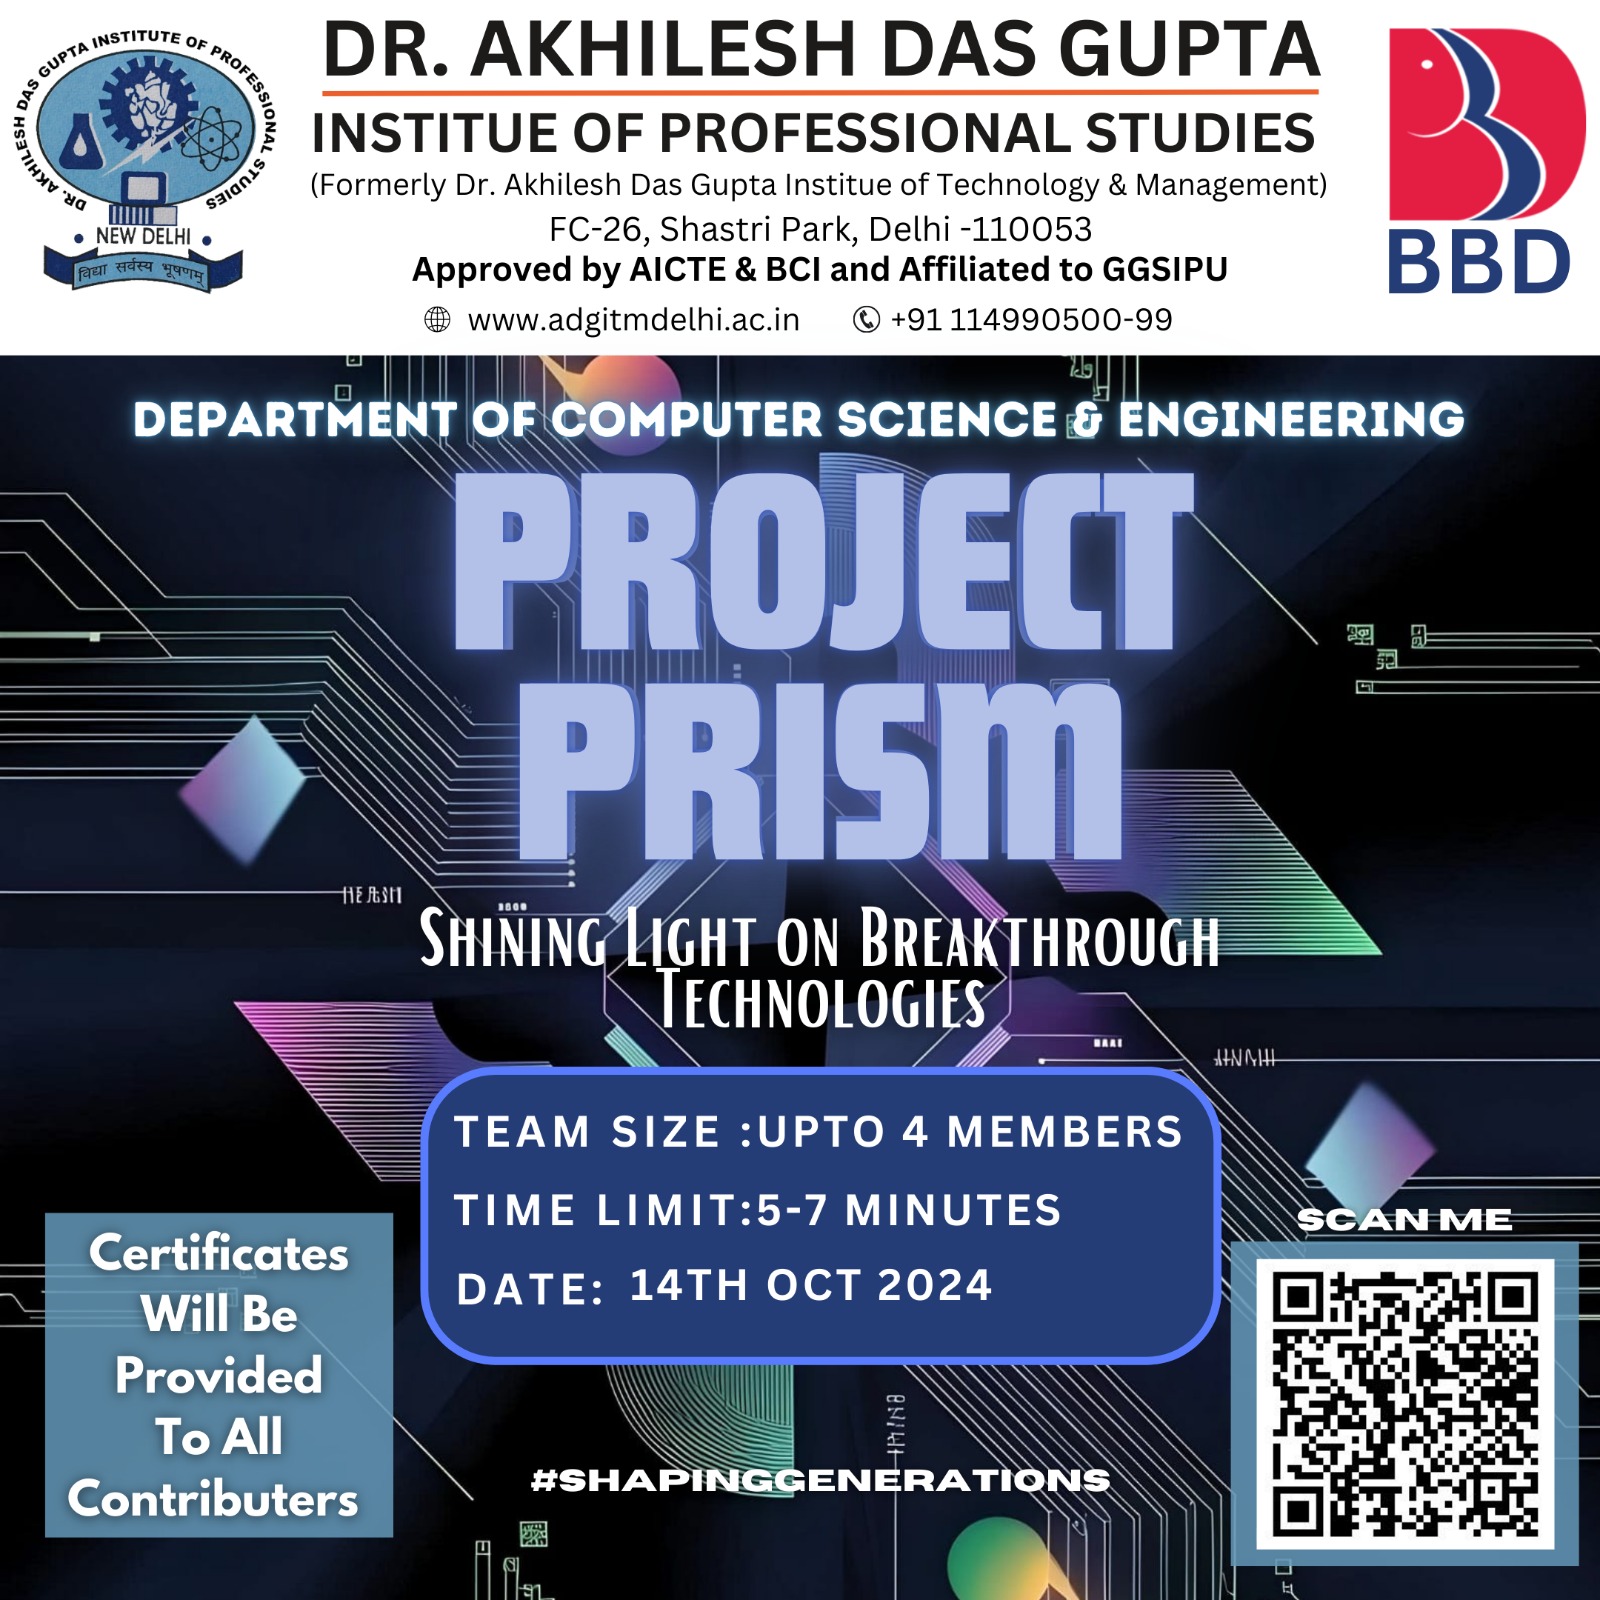 DR. AKHILESH DAS GUPTA INSTITUTE OF PROFESSIONAL STUDIES
NEW DELHI
विद्या सर्वस्य भूषणम्
DR. AKHILESH DAS GUPTA
INSTITUE OF PROFESSIONAL STUDIES
(Formerly Dr. Akhilesh Das Gupta Institue of Technology & Management)
FC-26, Shastri Park, Delhi -110053
Approved by AICTE & BCI and Affiliated to GGSIPU
www.adgitmdelhi.ac.in +91 114990500-99
BBD
DEPARTMENT OF COMPUTER SCIENCE & ENGINEERING
PROJECT
PRISM
SHINING LIGHT ON BREAKTHROUGH
TECHNOLOGIES
TEAM SIZE :UPTO 4 MEMBERS
TIME LIMIT:5-7 MINUTES
DATE: 14TH OCT 2024
Certificates
Will Be
Provided
To All
Contributers
SCAN ME
#SHAPINGGENERATIONS